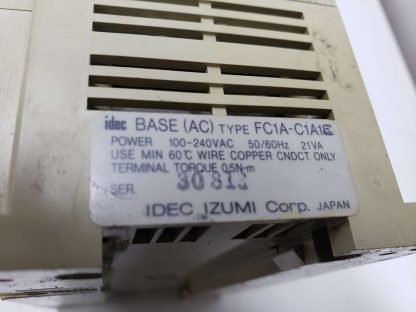 idec BASE (AC) TYPE FC1A-C1A1E
POWER 100-240VAC 50/60Hz 21VA
USE MIN 60°C WIRE COPPER CNDCT ONLY
TERMINAL TORQUE 0.5N-m
SER 30813
IDEC IZUMI Corp. JAPAN